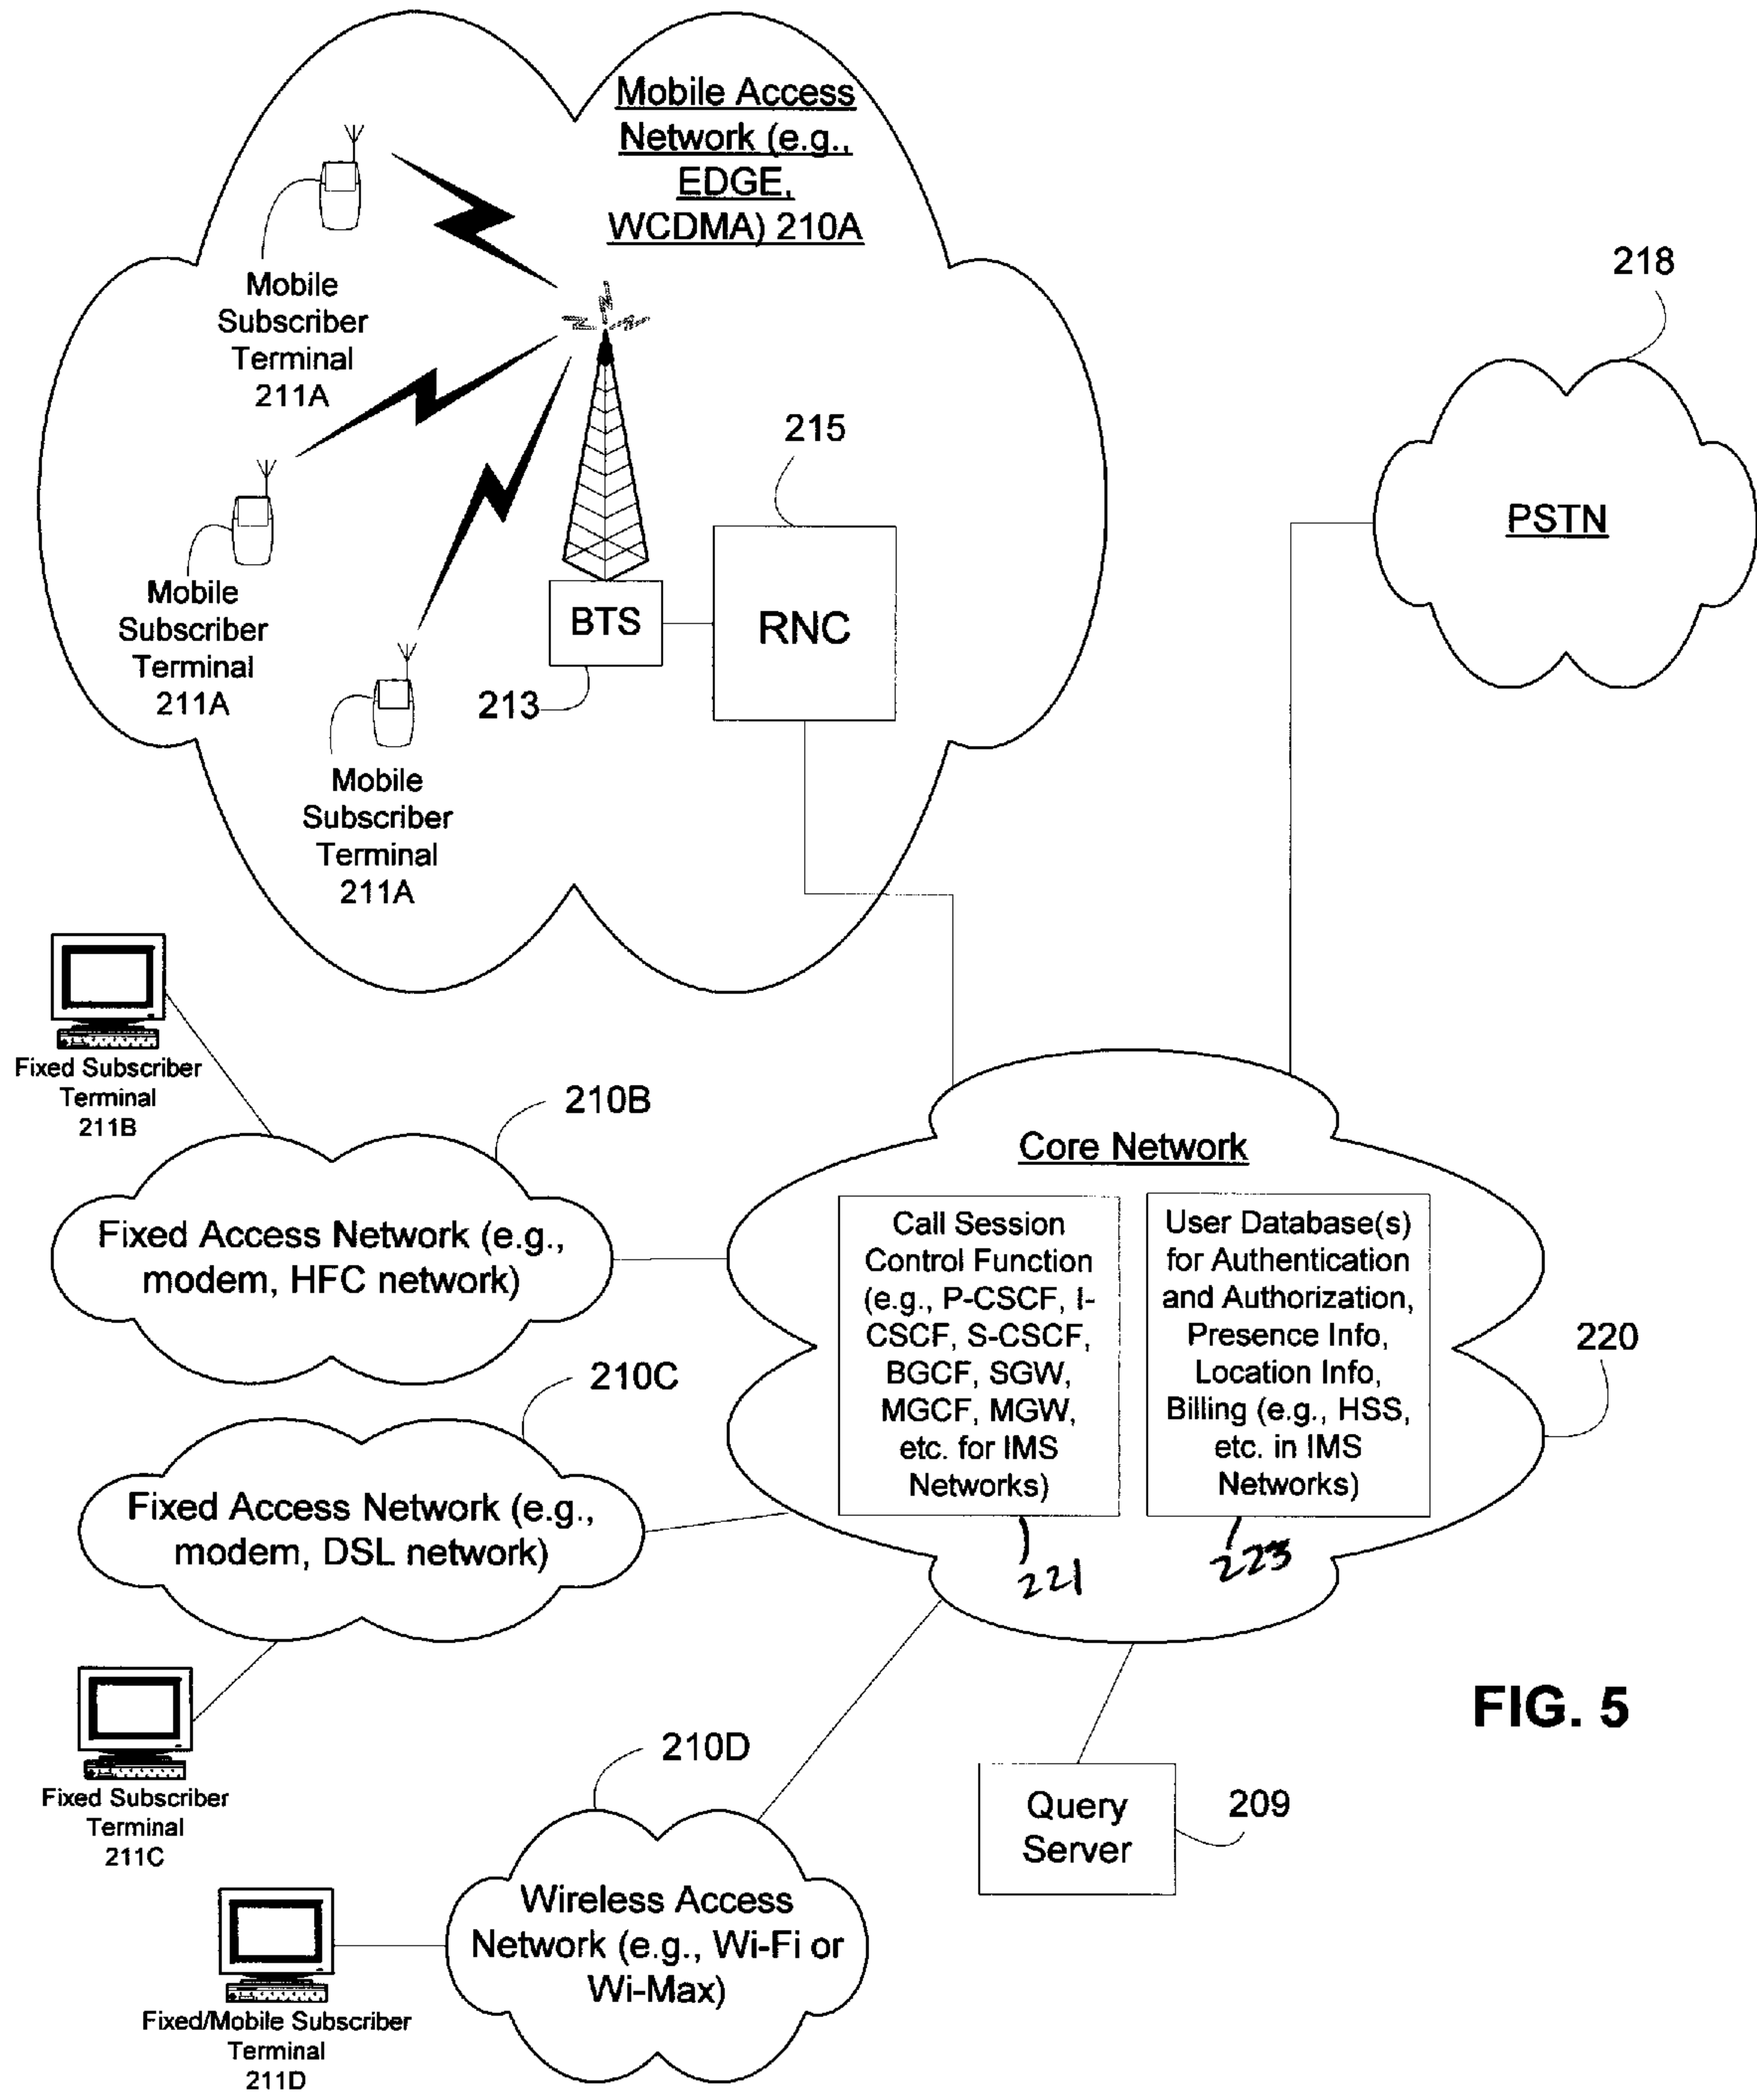 Mobile Access
Network (e.g.,
EDGE,
WCDMA) 210A
Mobile
Subscriber
Terminal
211A
218
215
PSTN
Mobile
Subscriber
Terminal
211A
BTS
RNC
213
Mobile
Subscriber
Terminal
211A
Fixed Subscriber
Terminal
211B
210B
Fixed Access Network (e.g.,
modem, HFC network)
Core Network
Call Session
Control Function
(e.g., P-CSCF, I-
CSCF, S-CSCF,
BGCF, SGW,
MGCF, MGW,
etc. for IMS
Networks)
User Database(s)
for Authentication
and Authorization,
Presence Info,
Location Info,
Billing (e.g., HSS,
etc. in IMS
Networks)
220
210C
Fixed Access Network (e.g.,
modem, DSL network)
221
223
Fixed Subscriber
Terminal
211C
FIG. 5
210D
Query
Server
209
Wireless Access
Network (e.g., Wi-Fi or
Wi-Max)
Fixed/Mobile Subscriber
Terminal
211D